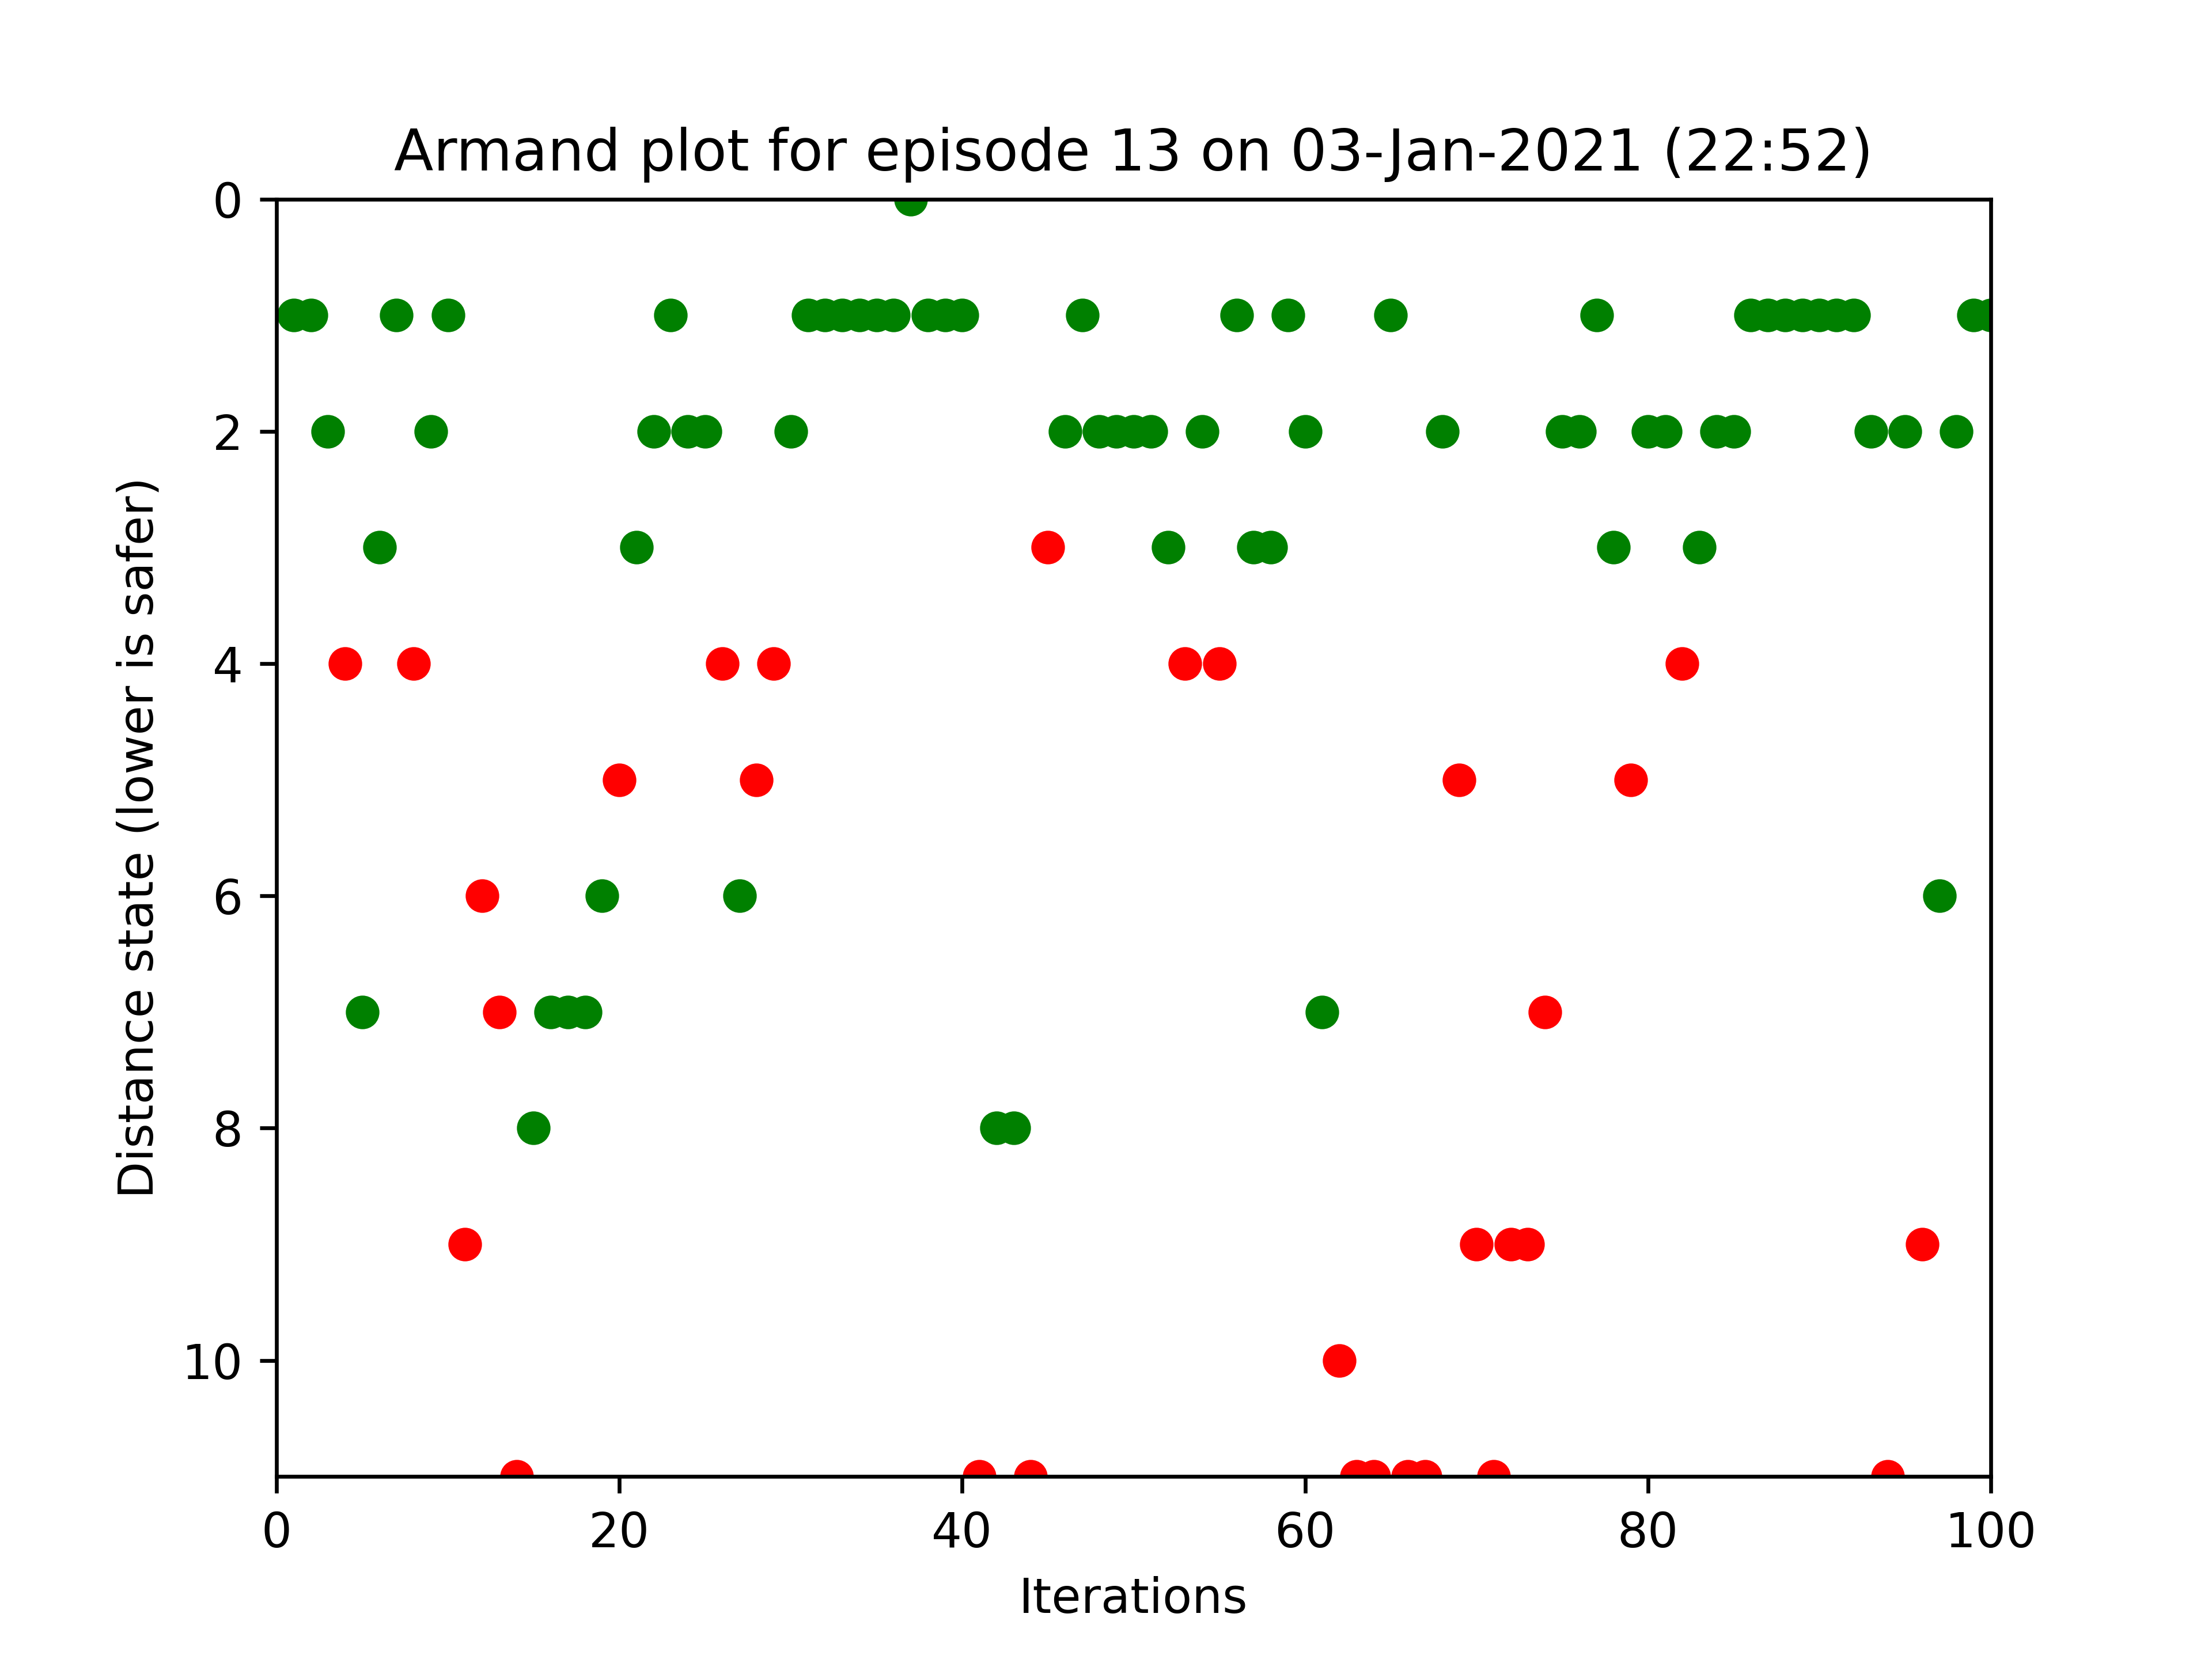 Armand plot for episode 13 on 03-Jan-2021 (22:52)
Distance state (lower is safer)
0
2
4
6
8
10
0 20 40 60 80 100
Iterations